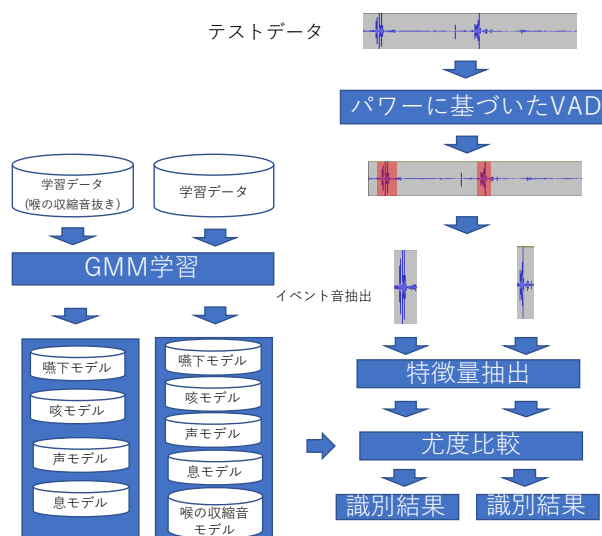 テストデータ
パワーに基づいたVAD
学習データ
(喉の収縮音抜き)
学習データ
GMM学習
イベント音抽出
嚥下モデル
咳モデル
声モデル
息モデル
嚥下モデル
咳モデル
声モデル
息モデル
喉の収縮音
モデル
特徴量抽出
尤度比較
識別結果
識別結果